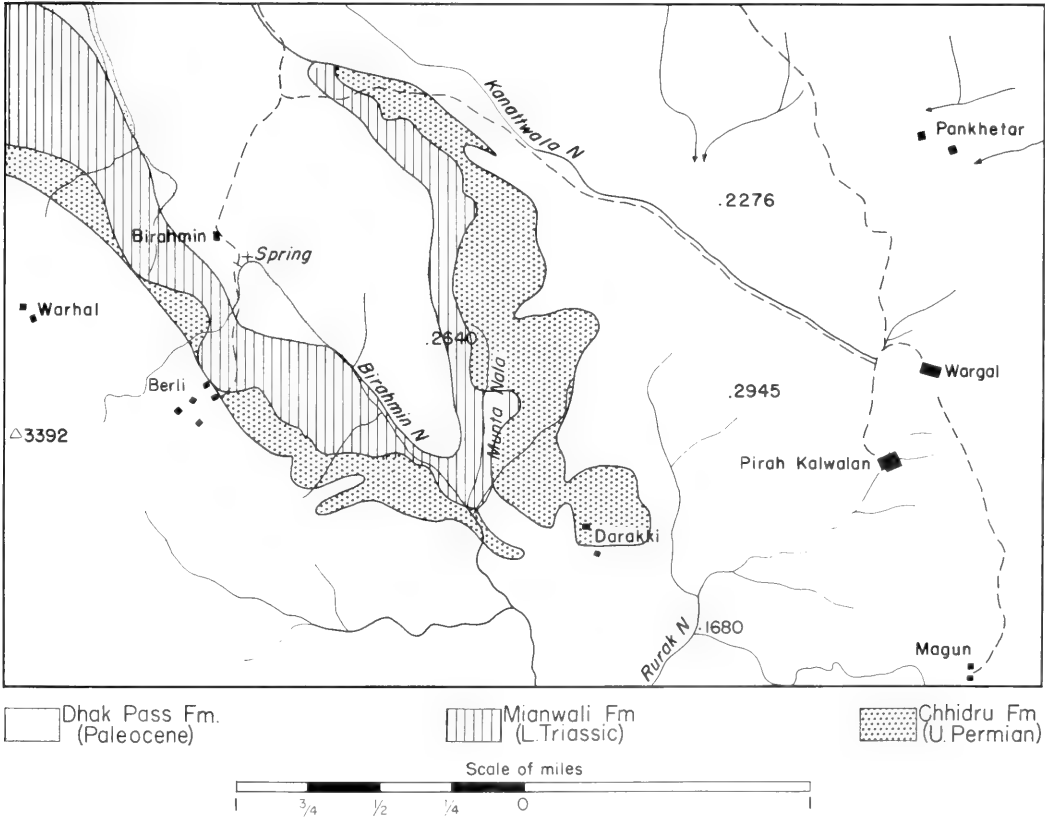 Kanattwala N
Pankhetar
.2276
Birahmin
Spring
Warhal
.2640
Berli
Birahmin N
Munta Nala
.2945
Wargal
3392
Pirah Kalwalan
Darakki
Rurak N
.1680
Magun
Dhak Pass Fm.
(Paleocene)
Mianwali Fm
(L.Triassic)
Chhidru Fm
(U. Permian)
Scale of miles
1 3/4 1/2 1/4 0 1